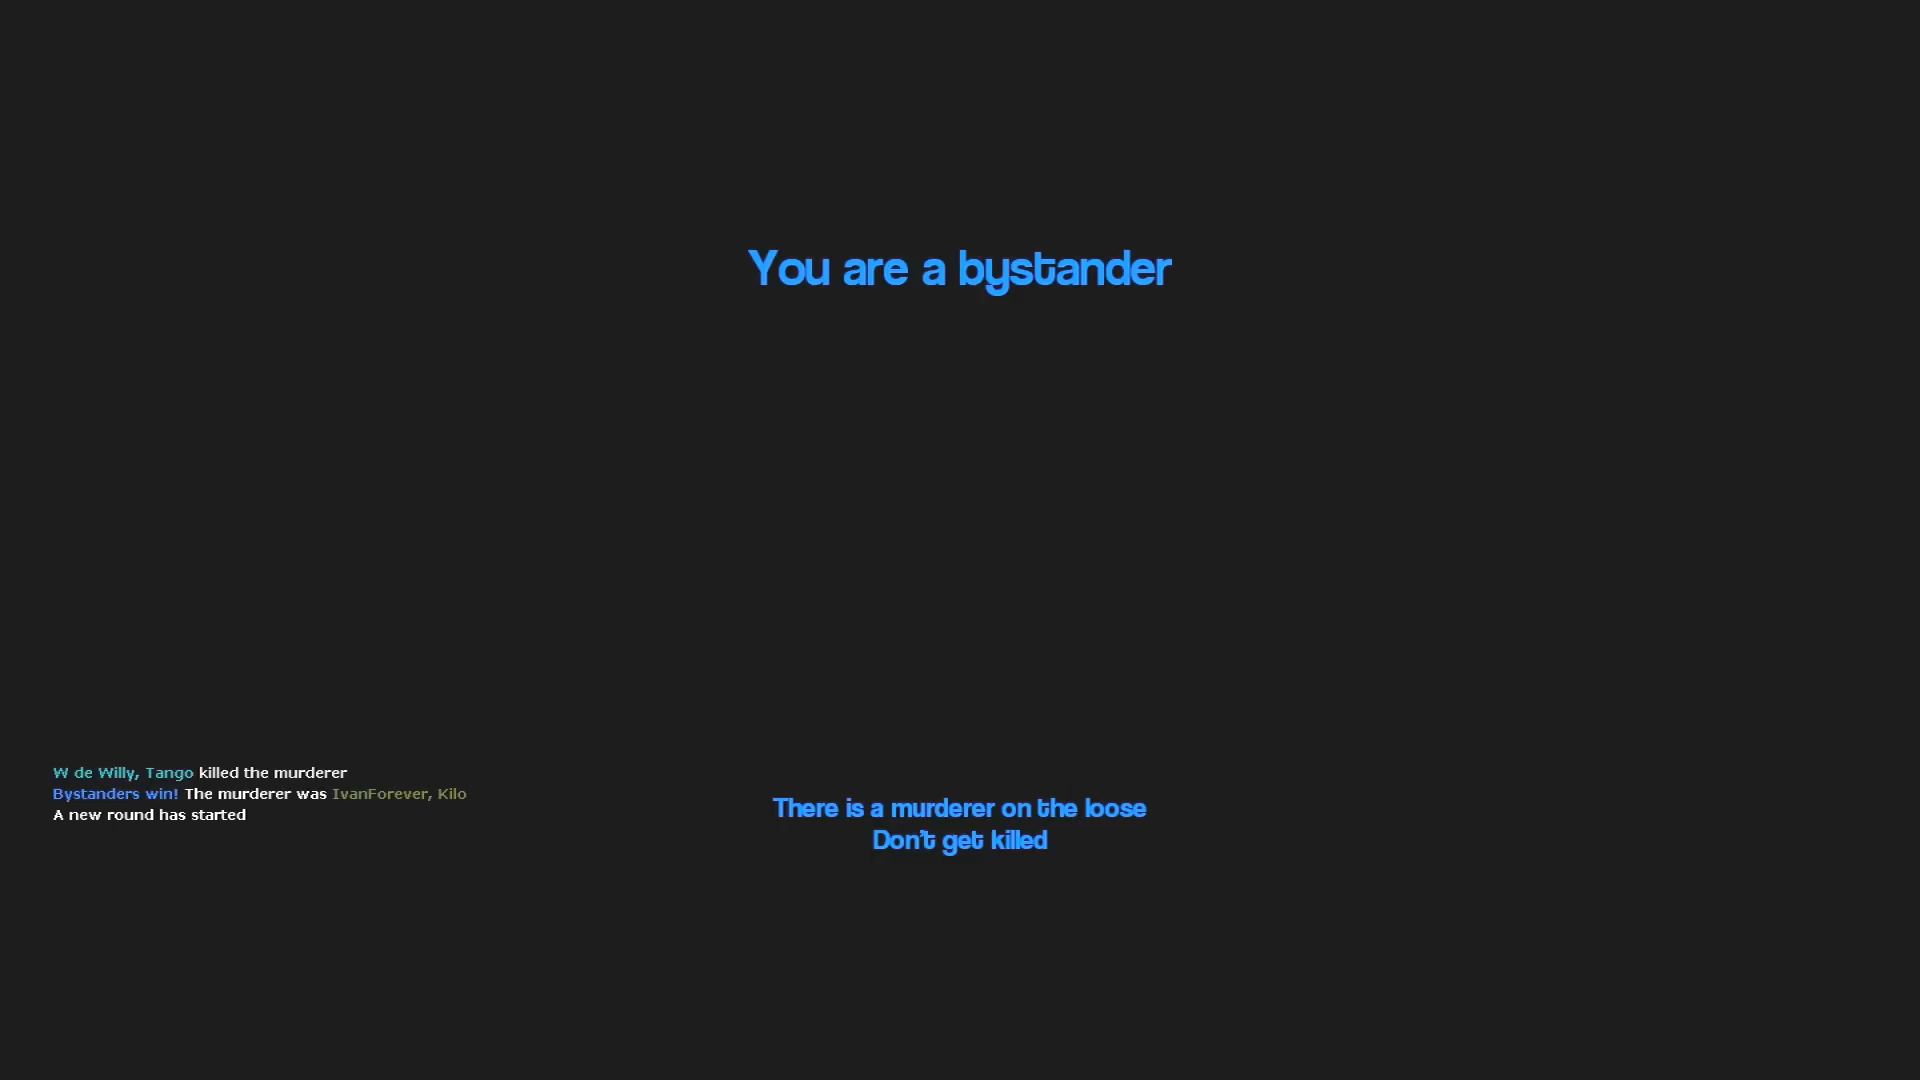 You are a bystander
W de Willy, Tango killed the murderer
Bystanders win! The murderer was IvanForever, Kilo
A new round has started
There is a murderer on the loose
Don't get killed